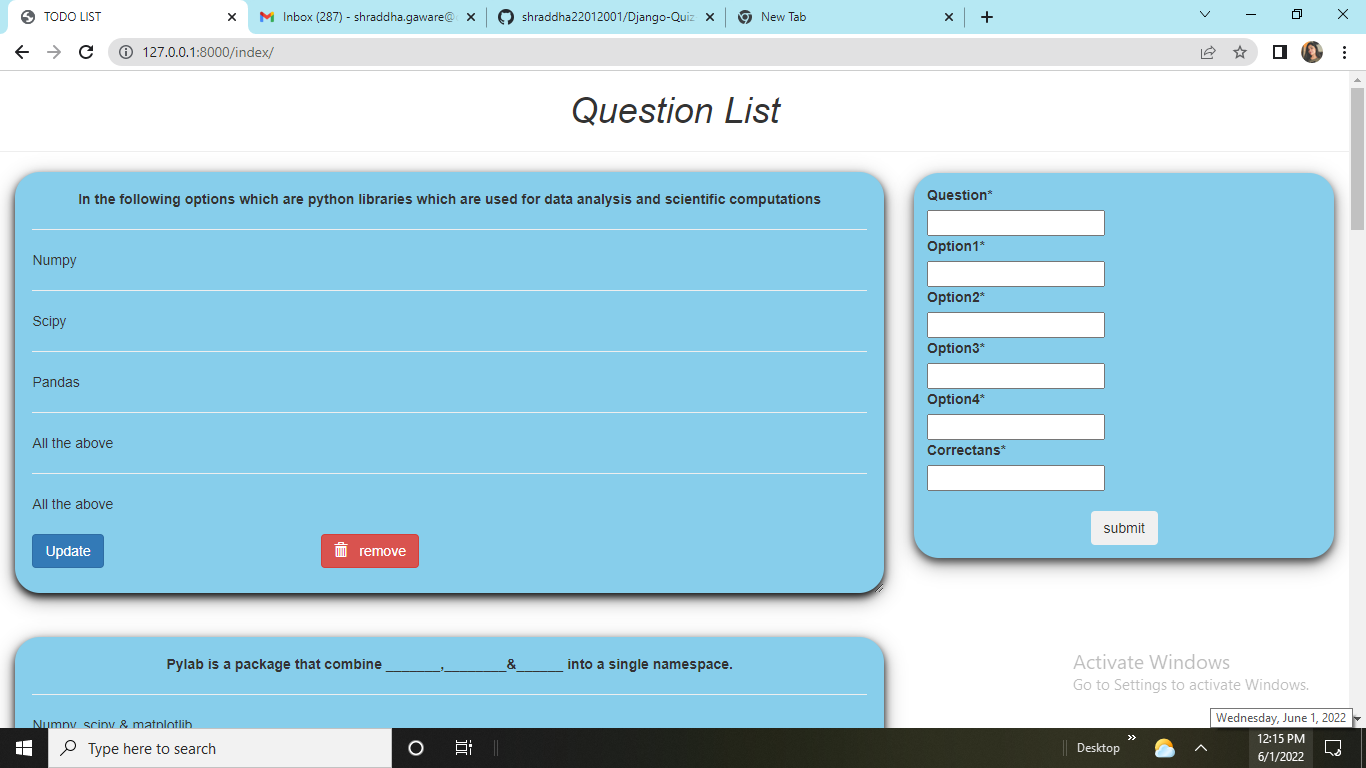 TODO LIST
Inbox (287) - shraddha.gaware@
shraddha22012001/Django-Quiz
New Tab
127.0.0.1:8000/index/
Question List
In the following options which are python libraries which are used for data analysis and scientific computations
Numpy
Scipy
Pandas
All the above
All the above
Update
remove
Question*
Option1*
Option2*
Option3*
Option4*
Correctans*
submit
Pylab is a package that combine _______,________&______ into a single namespace.
Numpy, scipy & matplotlib
Activate Windows
Go to Settings to activate Windows.
Wednesday, June 1, 2022
Type here to search
Desktop
12:15 PM
6/1/2022